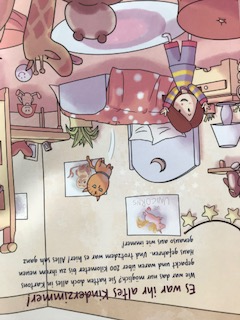 Es war ihr altes Kinderzimmer!
Wie war das nur möglich? Sie hatten doch alles in Kartons
gepackt und waren über 200 Kilometer zu ihrem neuen
Haus gefahren. Und trotzdem war es hier! Alles sah ganz
genauso aus wie immer!